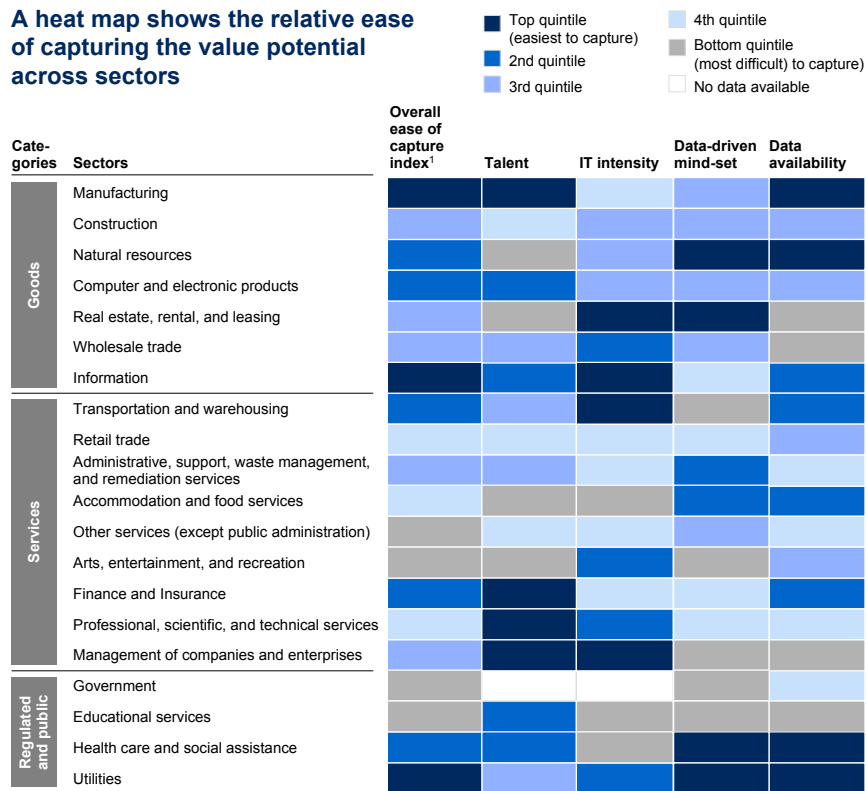 A heat map shows the relative ease
of capturing the value potential
across sectors
Top quintile
(easiest to capture)
2nd quintile
3rd quintile
4th quintile
Bottom quintile
(most difficult) to capture)
No data available
Cate-
gories
Sectors
Overall
ease of
capture
index1
Talent
IT intensity
Data-driven
mind-set
Data
availability
Goods
Manufacturing
Construction
Natural resources
Computer and electronic products
Real estate, rental, and leasing
Wholesale trade
Information
Services
Transportation and warehousing
Retail trade
Administrative, support, waste management,
and remediation services
Accommodation and food services
Other services (except public administration)
Arts, entertainment, and recreation
Finance and Insurance
Professional, scientific, and technical services
Management of companies and enterprises
Regulated
and public
Government
Educational services
Health care and social assistance
Utilities